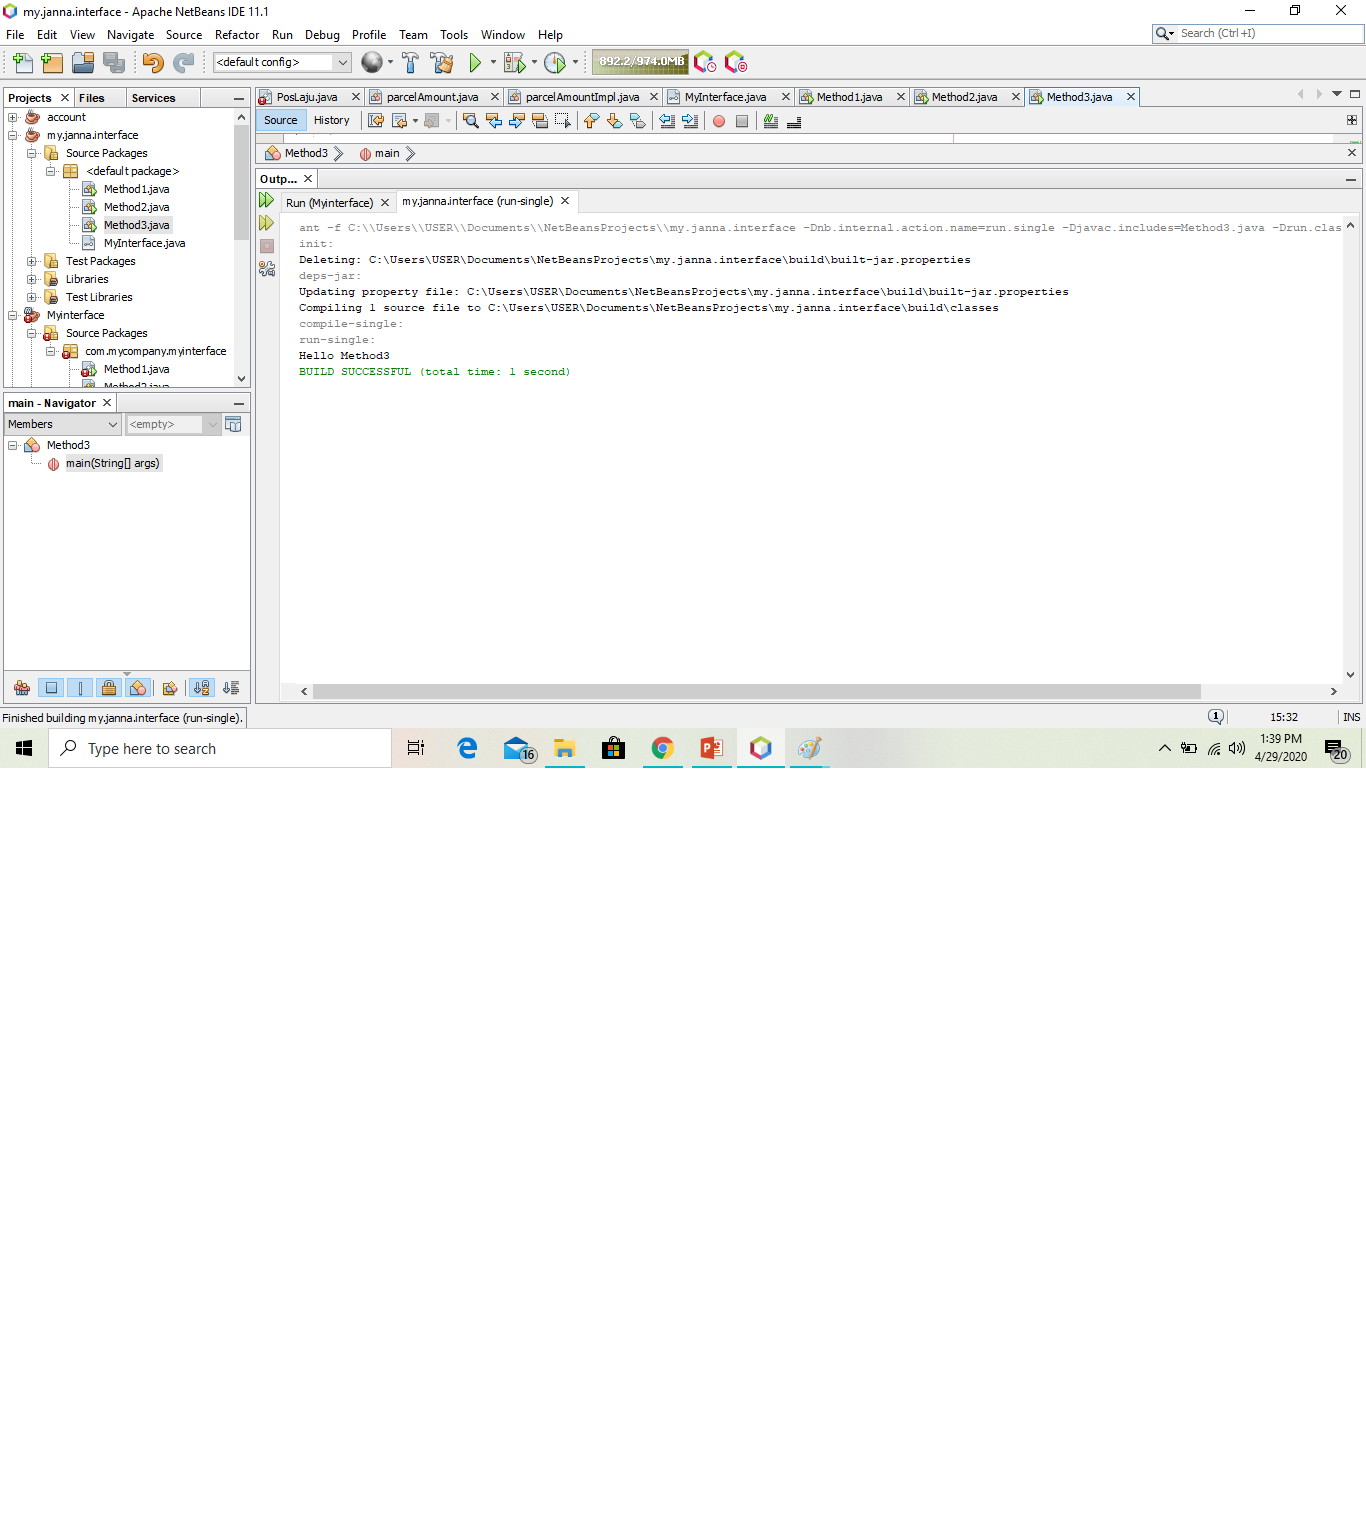 my.janna.interface - Apache NetBeans IDE 11.1
File Edit View Navigate Source Refactor Run Debug Profile Team Tools Window Help
Search (Ctrl+I)
<default config>
892.2/974.0MB
Projects Files Services
PosLaju.java parcelAmount.java parcelAmountImpl.java MyInterface.java Method1.java Method2.java Method3.java
Source History
Method3 main
account
my.janna.interface
Source Packages
<default package>
Method1.java
Method2.java
Method3.java
MyInterface.java
Test Packages
Libraries
Test Libraries
Myinterface
Source Packages
com.mycompany.myinterface
Method1.java
Method2.java
Outp...
Run (Myinterface) my.janna.interface (run-single)
ant -f C:\\Users\\USER\\Documents\\NetBeansProjects\\my.janna.interface -Dnb.internal.action.name=run.single -Djavac.includes=Method3.java -Drun.clas
init:
Deleting: C:\Users\USER\Documents\NetBeansProjects\my.janna.interface\build\built-jar.properties
deps-jar:
Updating property file: C:\Users\USER\Documents\NetBeansProjects\my.janna.interface\build\built-jar.properties
Compiling 1 source file to C:\Users\USER\Documents\NetBeansProjects\my.janna.interface\build\classes
compile-single:
run-single:
Hello Method3
BUILD SUCCESSFUL (total time: 1 second)
main - Navigator
Members <empty>
Method3
main(String[] args)
Finished building my.janna.interface (run-single).
1 15:32 INS
Type here to search
16
1:39 PM
4/29/2020
20